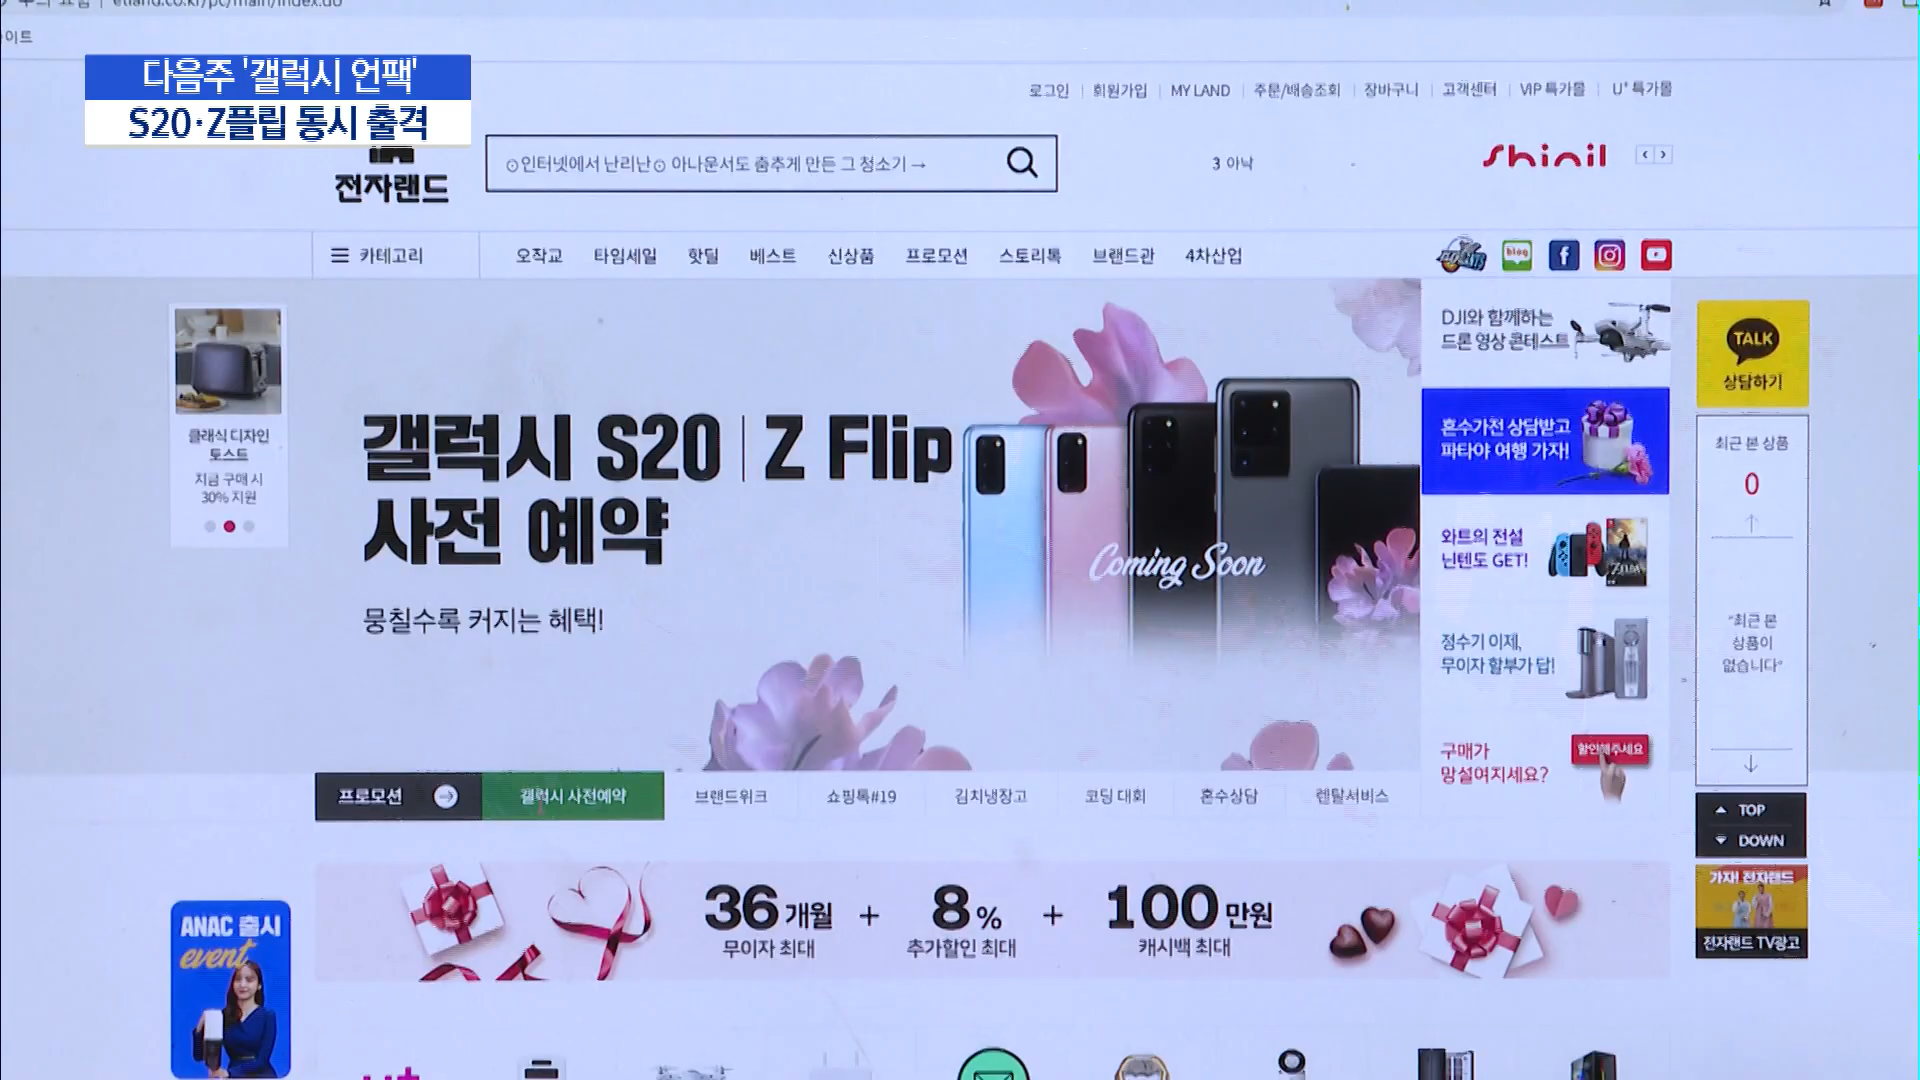 etland.co.kr/pc/main/index.do
이트
다음주 '갤럭시 언팩'
S20·Z플립 동시 출격
로그인 회원가입 MY LAND 주문/배송조회 장바구니 고객센터 VIP 특가몰 U+ 특가몰
전자랜드
⊙인터넷에서 난리난⊙ 아나운서도 춤추게 만든 그 청소기 →
3 아낙
shinil
카테고리 오작교 타임세일 핫딜 베스트 신상품 프로모션 스토리톡 브랜드관 4차산업
blog
클래식 디자인
토스트
지금 구매 시
30% 지원
갤럭시 S20 | Z Flip
사전 예약
뭉칠수록 커지는 혜택!
Coming Soon
DJI와 함께하는
드론 영상 콘테스트
혼수가전 상담받고
파타야 여행 가자!
와트의 전설
닌텐도 GET!
ZELDA
정수기 이제,
무이자 할부가 답!
구매가
망설여지세요?
할인해주세요
TALK
상담하기
최근 본 상품
0
"최근 본
상품이
없습니다"
TOP
DOWN
가자! 전자랜드
전자랜드 TV광고
프로모션 갤럭시 사전예약 브랜드위크 쇼핑톡#19 김치냉장고 코딩 대회 혼수상담 렌탈서비스
36개월 + 8% + 100만원
무이자 최대 추가할인 최대 캐시백 최대
ANAC 출시
event